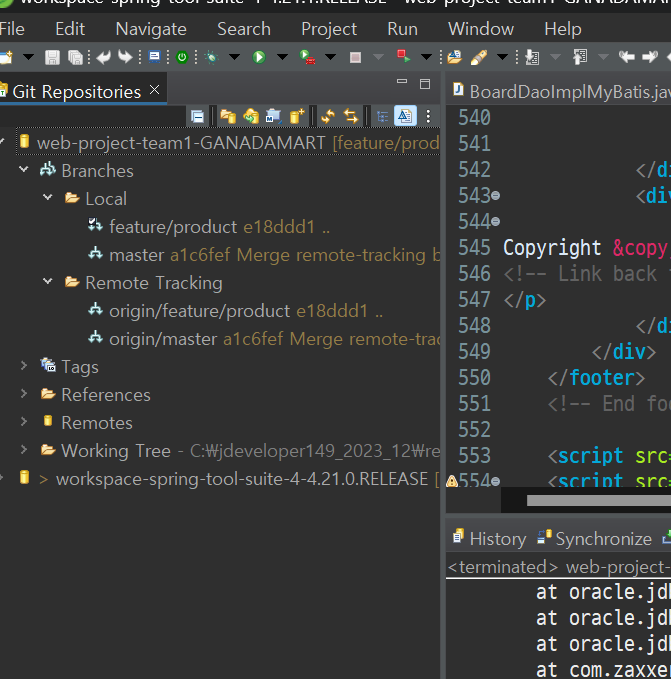 workspace-spring-tool-suite-4-4.21.1.RELEASE - web-project-team1-GANADAMART
File Edit Navigate Search Project Run Window Help
Git Repositories
web-project-team1-GANADAMART [feature/prod
Branches
Local
feature/product e18ddd1 ..
master a1c6fef Merge remote-tracking b
Remote Tracking
origin/feature/product e18ddd1 ..
origin/master a1c6fef Merge remote-trac
Tags
References
Remotes
Working Tree - C:₩jdeveloper149_2023_12₩re
> workspace-spring-tool-suite-4-4.21.0.RELEASE [
BoardDaoImplMyBatis.jav
540
541
542 </di
543 <div
544
545 Copyright &copy
546 <!-- Link back t
547 </p>
548 </di
549 </div>
550 </footer>
551 <!-- End foo
552
553 <script src=
554 <script src=
History Synchronize
<terminated> web-project-
at oracle.jdb
at oracle.jdb
at oracle.jdb
at com.zaxxer